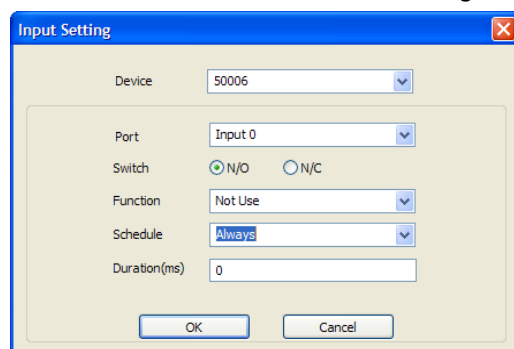 Input Setting
Device 50006
Port Input 0
Switch N/O N/C
Function Not Use
Schedule Always
Duration(ms) 0
OK Cancel